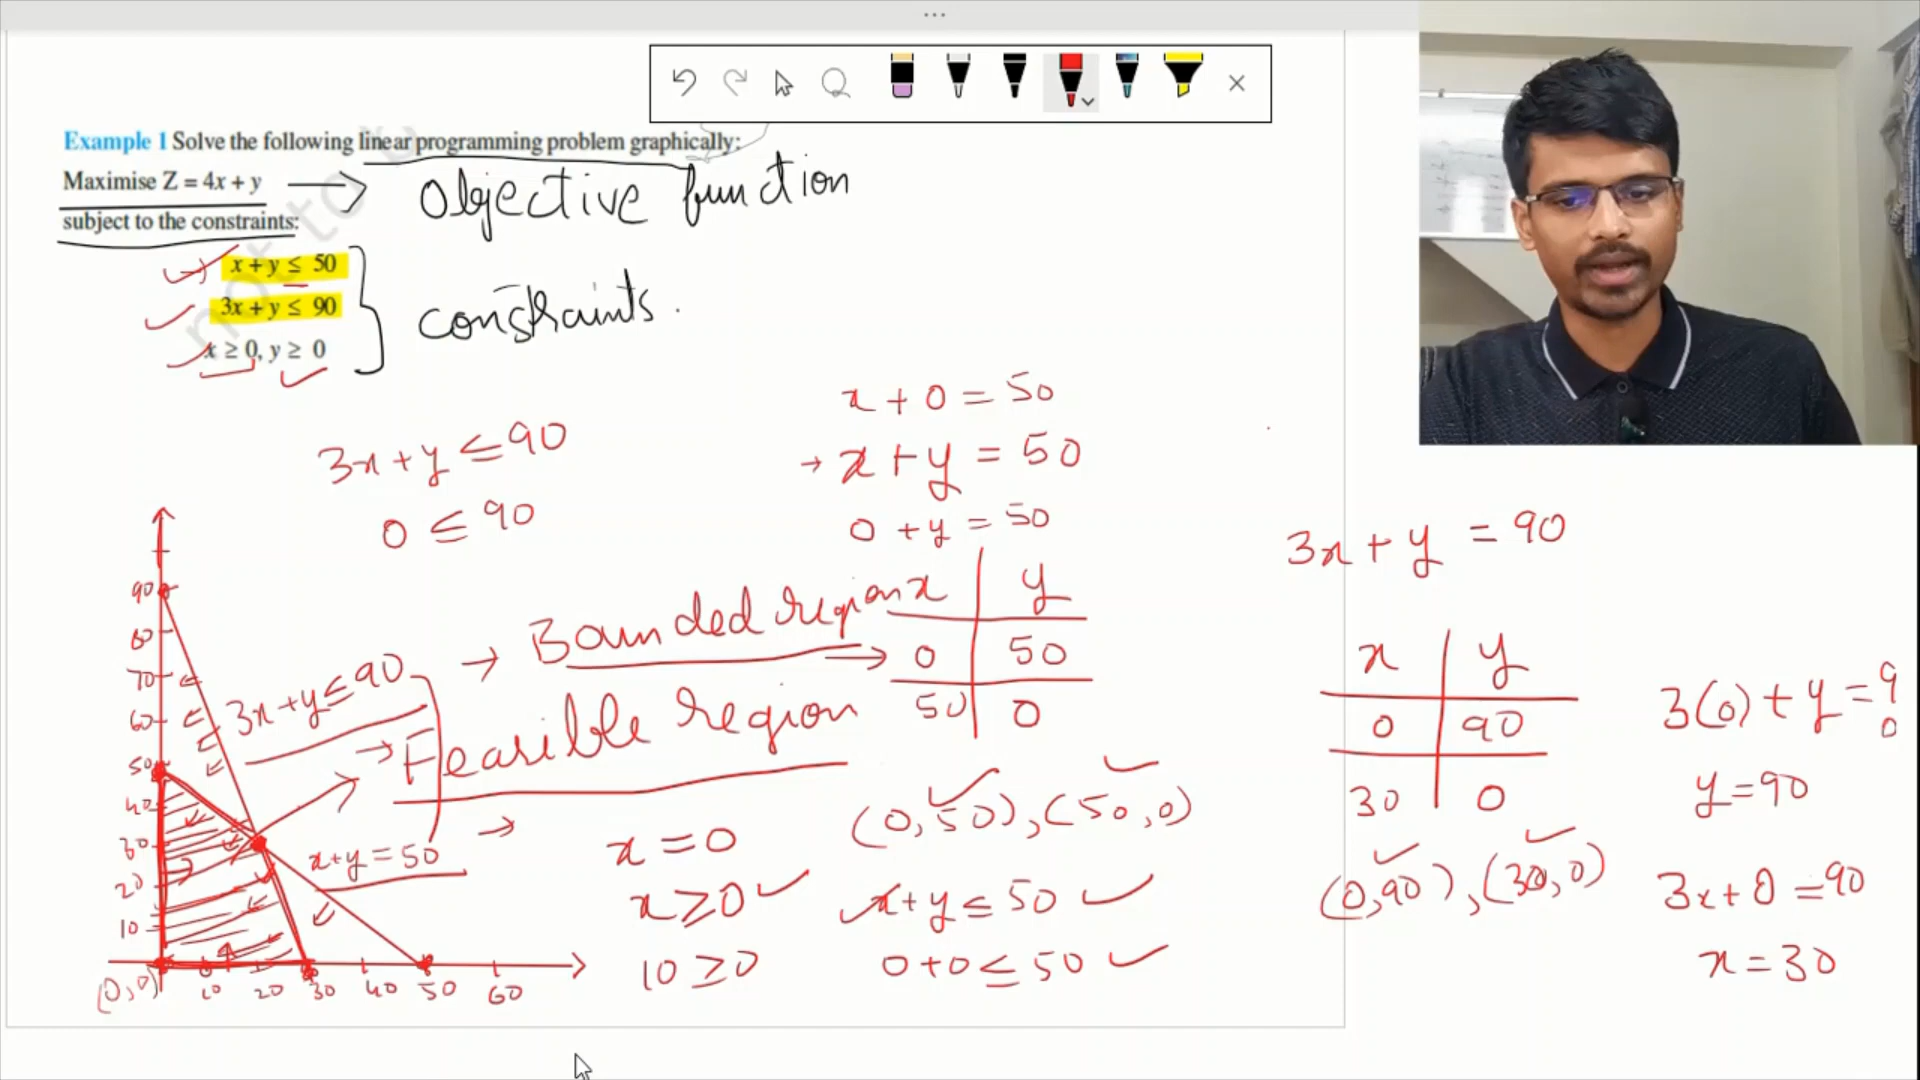 Example 1 Solve the following linear programming problem graphically:
Maximise Z = 4x + y → Objective function
subject to the constraints:
x + y ≤ 50
3x + y ≤ 90
x ≥ 0, y ≥ 0
constraints.
not to
3x + y ≤ 90
0 ≤ 90
x + 0 = 50
→ x + y = 50
0 + y = 50
x y
0 50
50 0
(0, 50), (50, 0)
x + y ≤ 50
0 + 0 ≤ 50
3x + y = 90
x y
0 90
30 0
(0, 90), (30, 0)
3(0) + y = 90
y = 90
3x + 0 = 90
x = 30
→ Bounded region →
→ Feasible region
3x + y ≤ 90
x + y = 50
x = 0
x ≥ 0
10 ≥ 0
90
80
70
60
50
40
30
20
10
(0, 0) 10 20 30 40 50 60